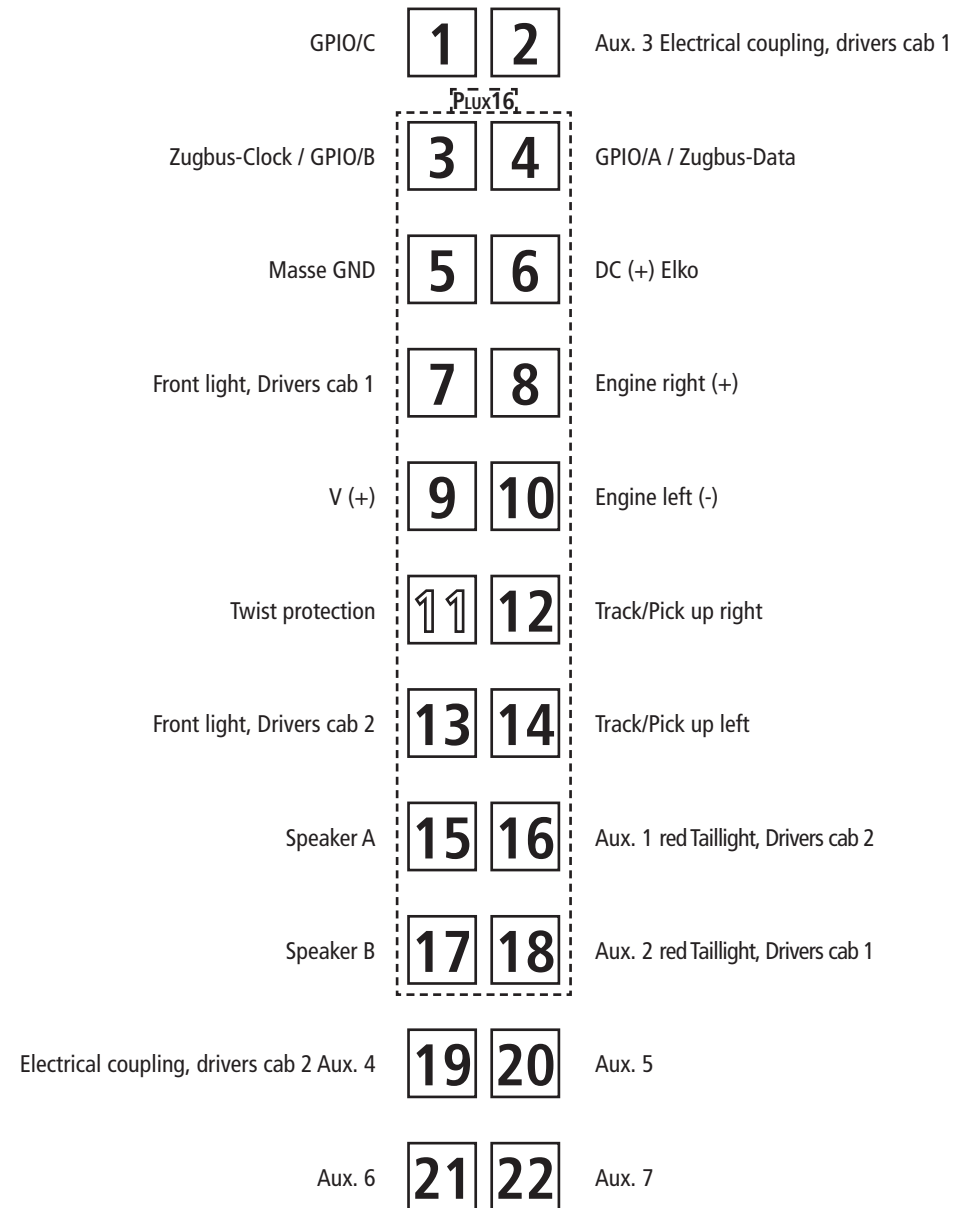 GPIO/C 1 2 Aux. 3 Electrical coupling, drivers cab 1
PLUX16
Zugbus-Clock / GPIO/B 3 4 GPIO/A / Zugbus-Data
Masse GND 5 6 DC (+) Elko
Front light, Drivers cab 1 7 8 Engine right (+)
V (+) 9 10 Engine left (-)
Twist protection 11 12 Track/Pick up right
Front light, Drivers cab 2 13 14 Track/Pick up left
Speaker A 15 16 Aux. 1 red Taillight, Drivers cab 2
Speaker B 17 18 Aux. 2 red Taillight, Drivers cab 1
Electrical coupling, drivers cab 2 Aux. 4 19 20 Aux. 5
Aux. 6 21 22 Aux. 7